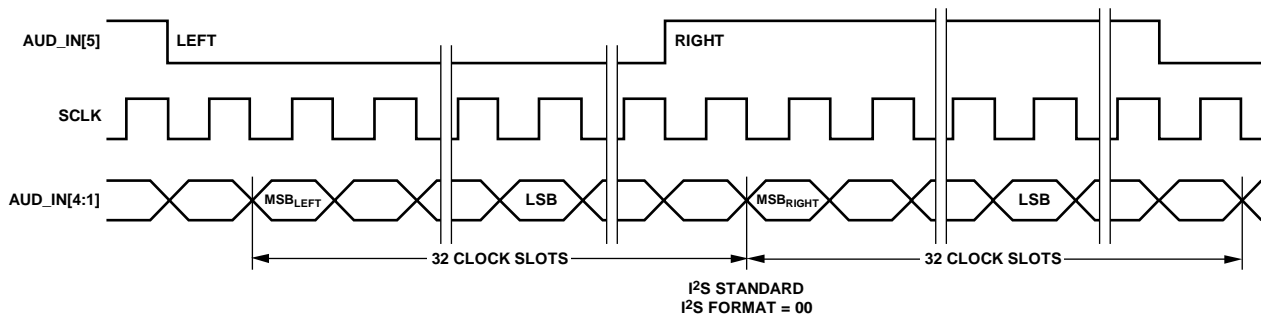 AUD_IN[5]
LEFT
RIGHT
SCLK
AUD_IN[4:1]
MSBLEFT
LSB
MSBRIGHT
LSB
32 CLOCK SLOTS
32 CLOCK SLOTS
I2S STANDARD
I2S FORMAT = 00